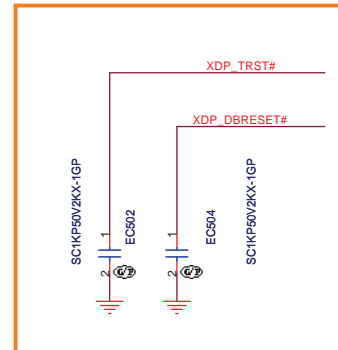 XDP_TRST#
XDP_DBRESET#
SC1KP50V2KX-1GP
EC502
EC504
SC1KP50V2KX-1GP
1
1
2
2